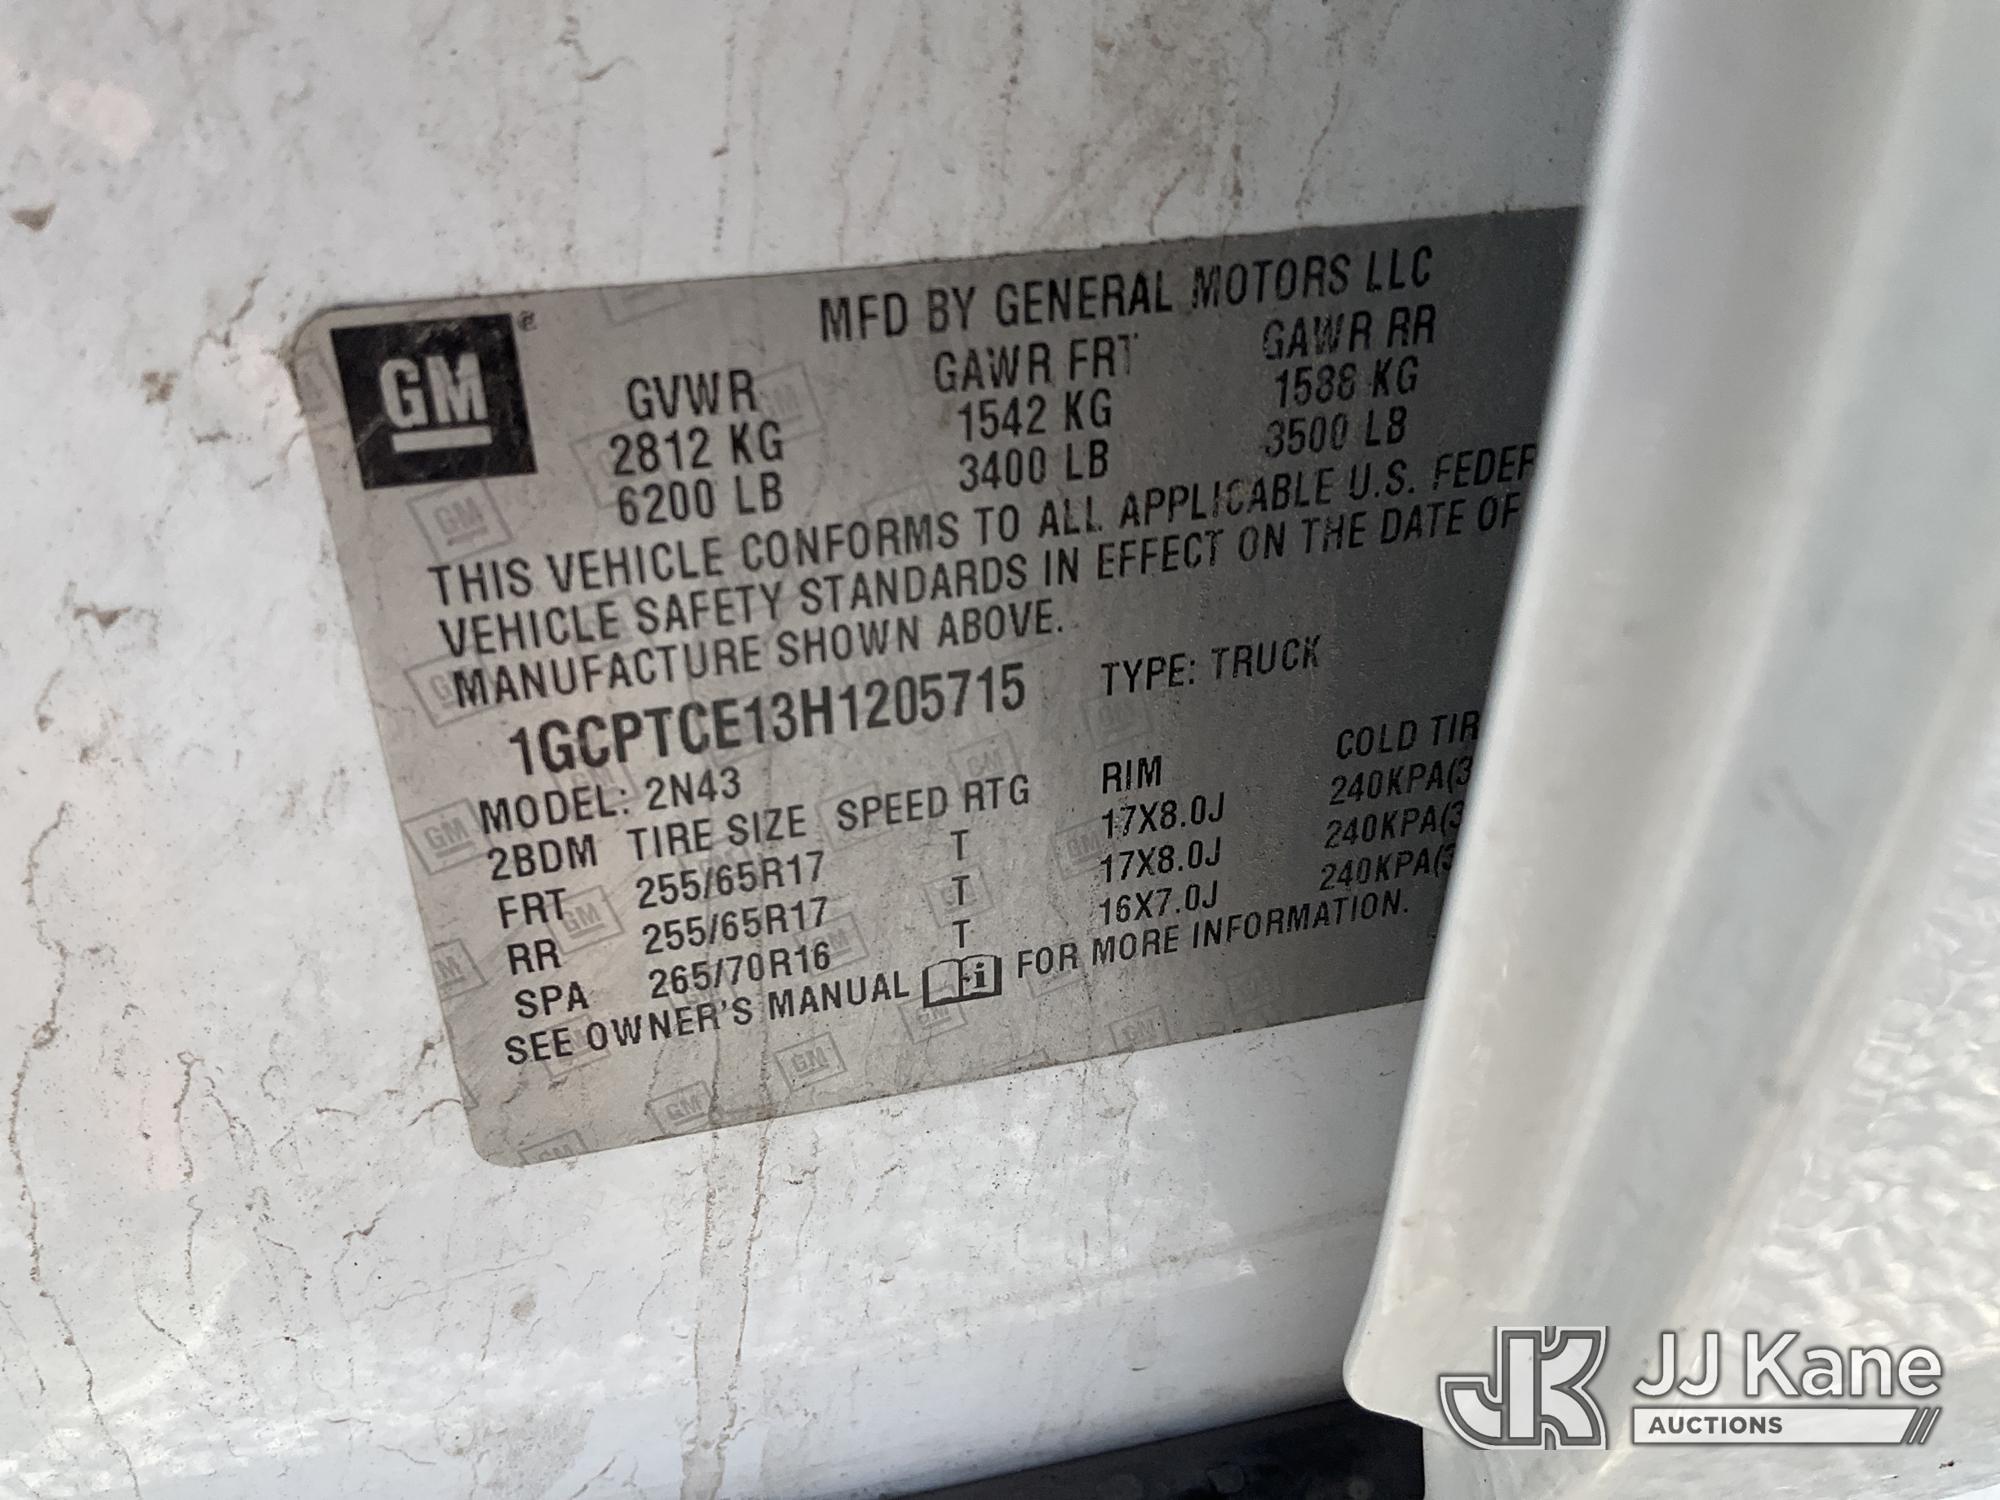 GM
MFD BY GENERAL MOTORS LLC
GVWR GAWR FRT GAWR RR
2812 KG 1542 KG 1588 KG
6200 LB 3400 LB 3500 LB
THIS VEHICLE CONFORMS TO ALL APPLICABLE U.S. FEDER
VEHICLE SAFETY STANDARDS IN EFFECT ON THE DATE OF
MANUFACTURE SHOWN ABOVE.
1GCPTCE13H1205715 TYPE: TRUCK
MODEL: 2N43
2BDM TIRE SIZE SPEED RTG RIM COLD TIR
FRT 255/65R17 T 17X8.0J 240KPA(3
RR 255/65R17 T 17X8.0J 240KPA(3
SPA 265/70R16 T 16X7.0J 240KPA(3
SEE OWNER'S MANUAL FOR MORE INFORMATION.
JJ Kane
AUCTIONS